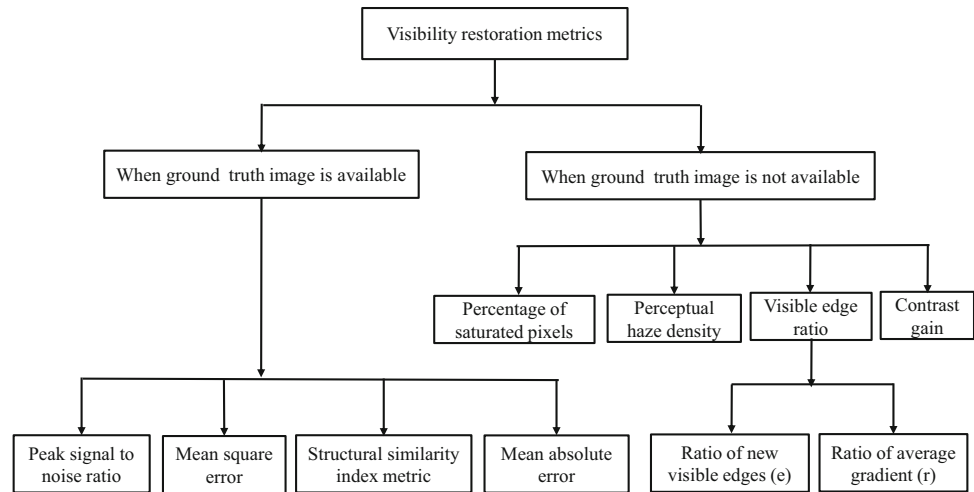 Visibility restoration metrics
When ground truth image is available
When ground truth image is not available
Percentage of
saturated pixels
Perceptual
haze density
Visible edge
ratio
Contrast
gain
Peak signal to
noise ratio
Mean square
error
Structural similarity
index metric
Mean absolute
error
Ratio of new
visible edges (e)
Ratio of average
gradient (r)